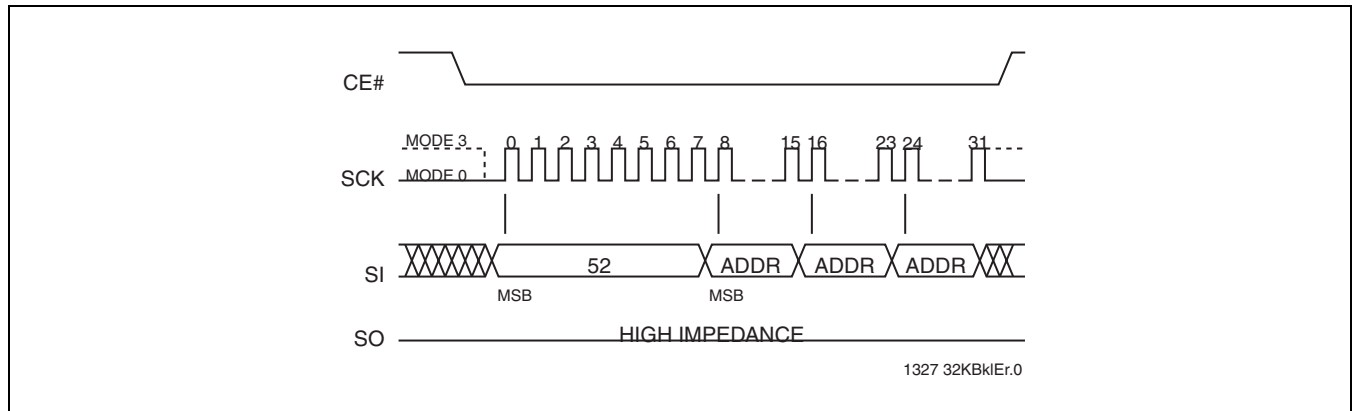 CE#
MODE 3 0 1 2 3 4 5 6 7 8 15 16 23 24 31
SCK MODE 0
SI 52 ADDR ADDR ADDR
MSB MSB
SO HIGH IMPEDANCE
1327 32KBklEr.0